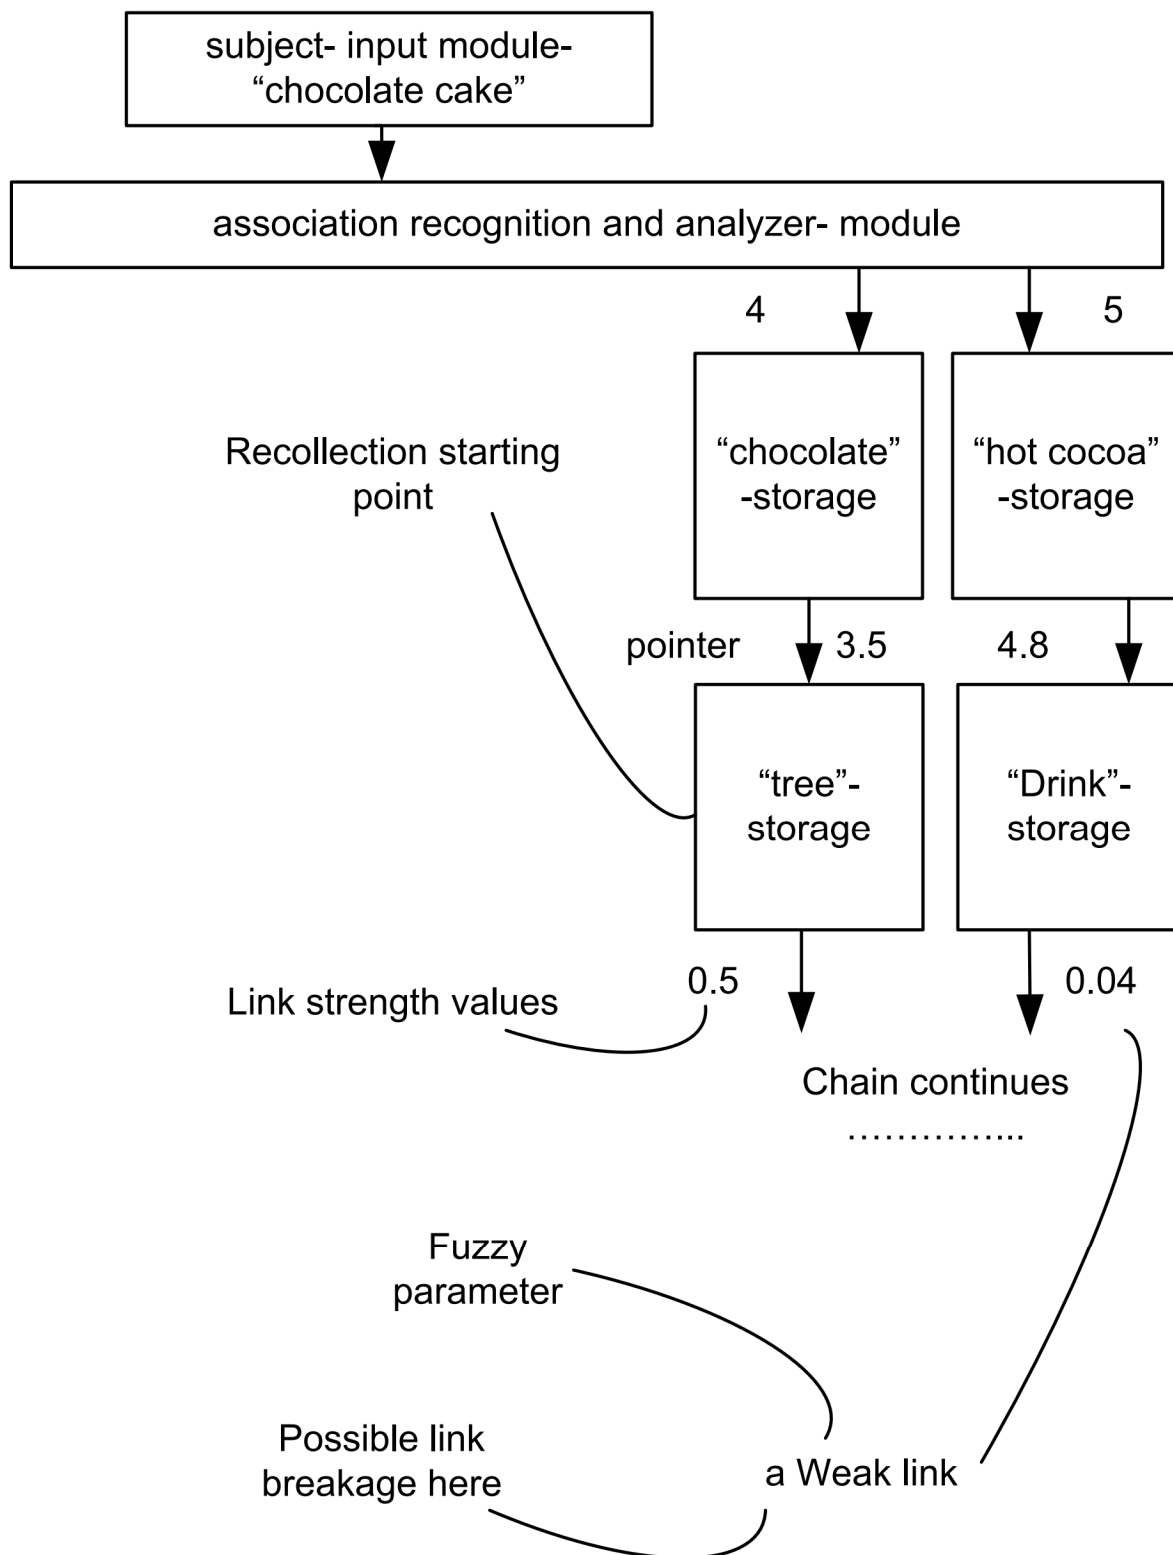 subject- input module-
“chocolate cake”
association recognition and analyzer- module
4
5
Recollection starting
point
“chocolate”
-storage
“hot cocoa”
-storage
pointer
3.5
4.8
“tree”-
storage
“Drink”-
storage
Link strength values
0.5
0.04
Chain continues
……………...
Fuzzy
parameter
Possible link
breakage here
a Weak link